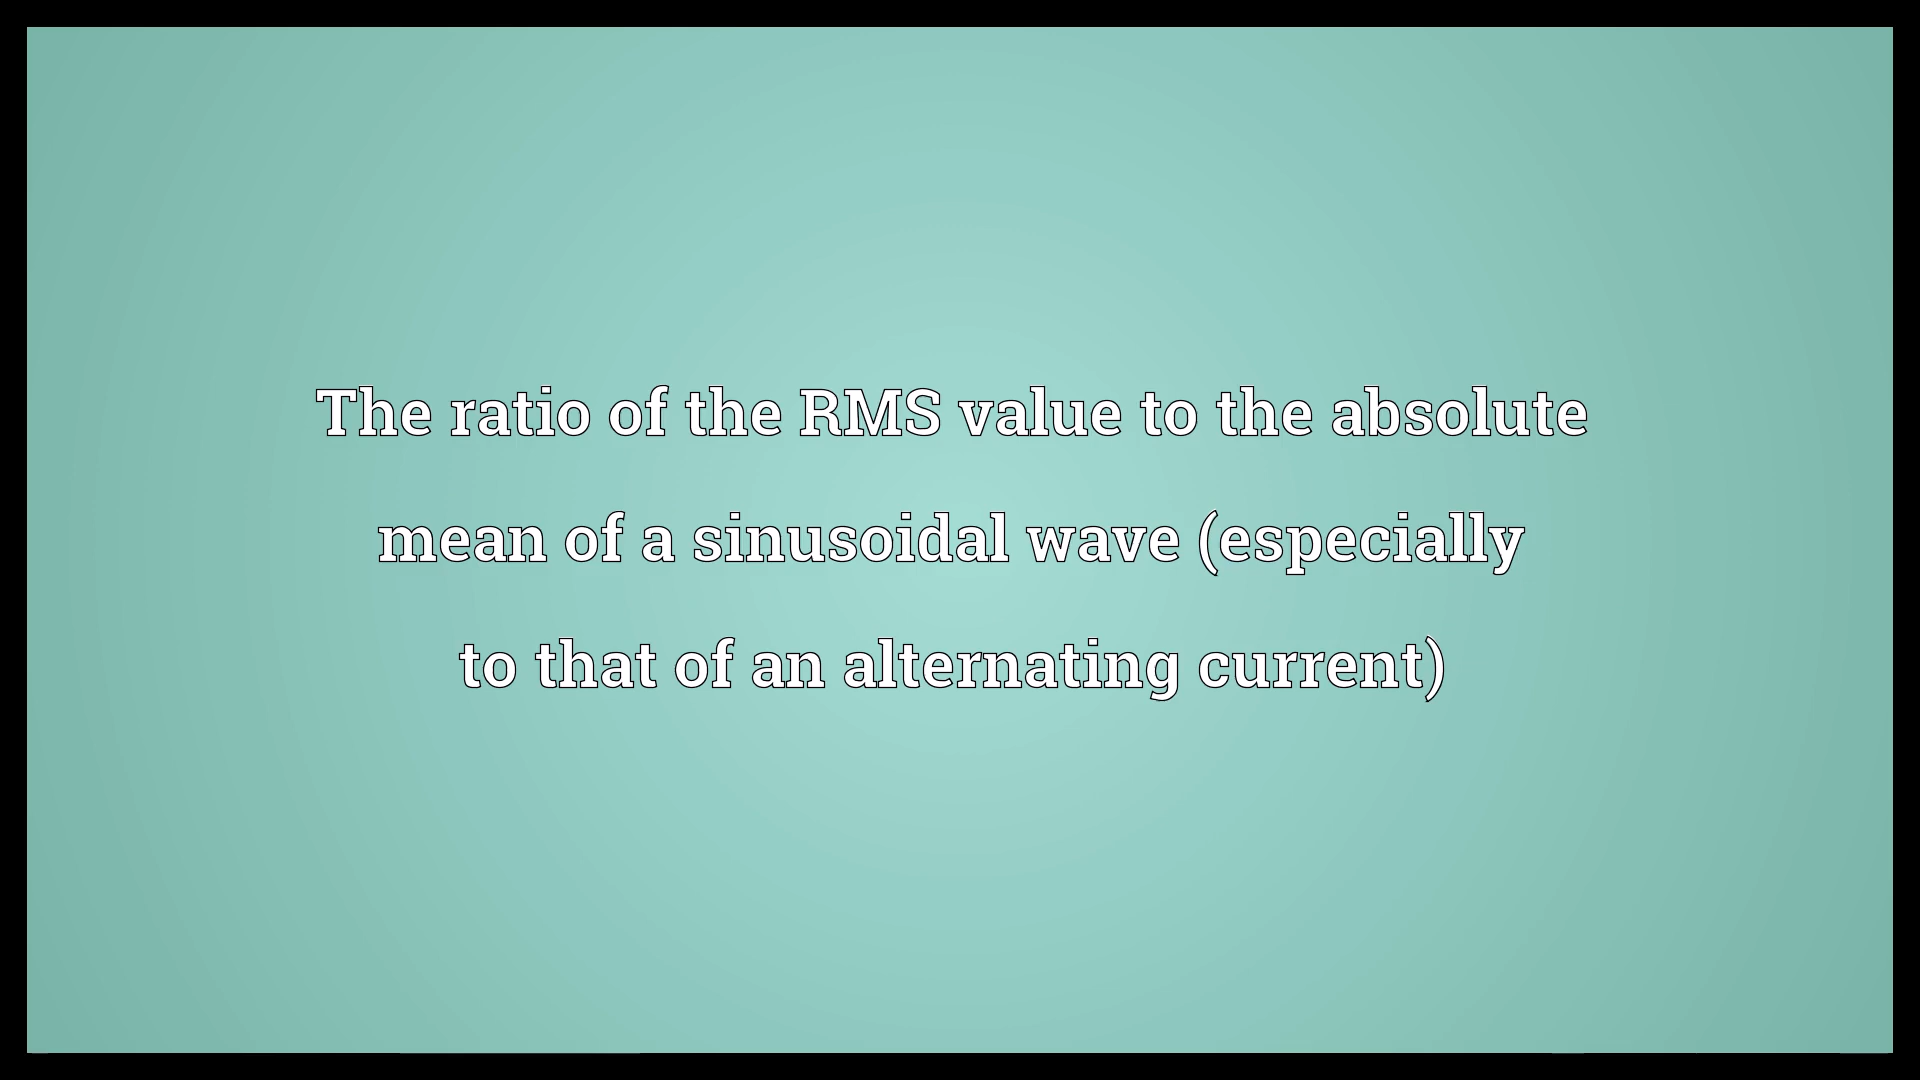 The ratio of the RMS value to the absolute
mean of a sinusoidal wave (especially
to that of an alternating current)